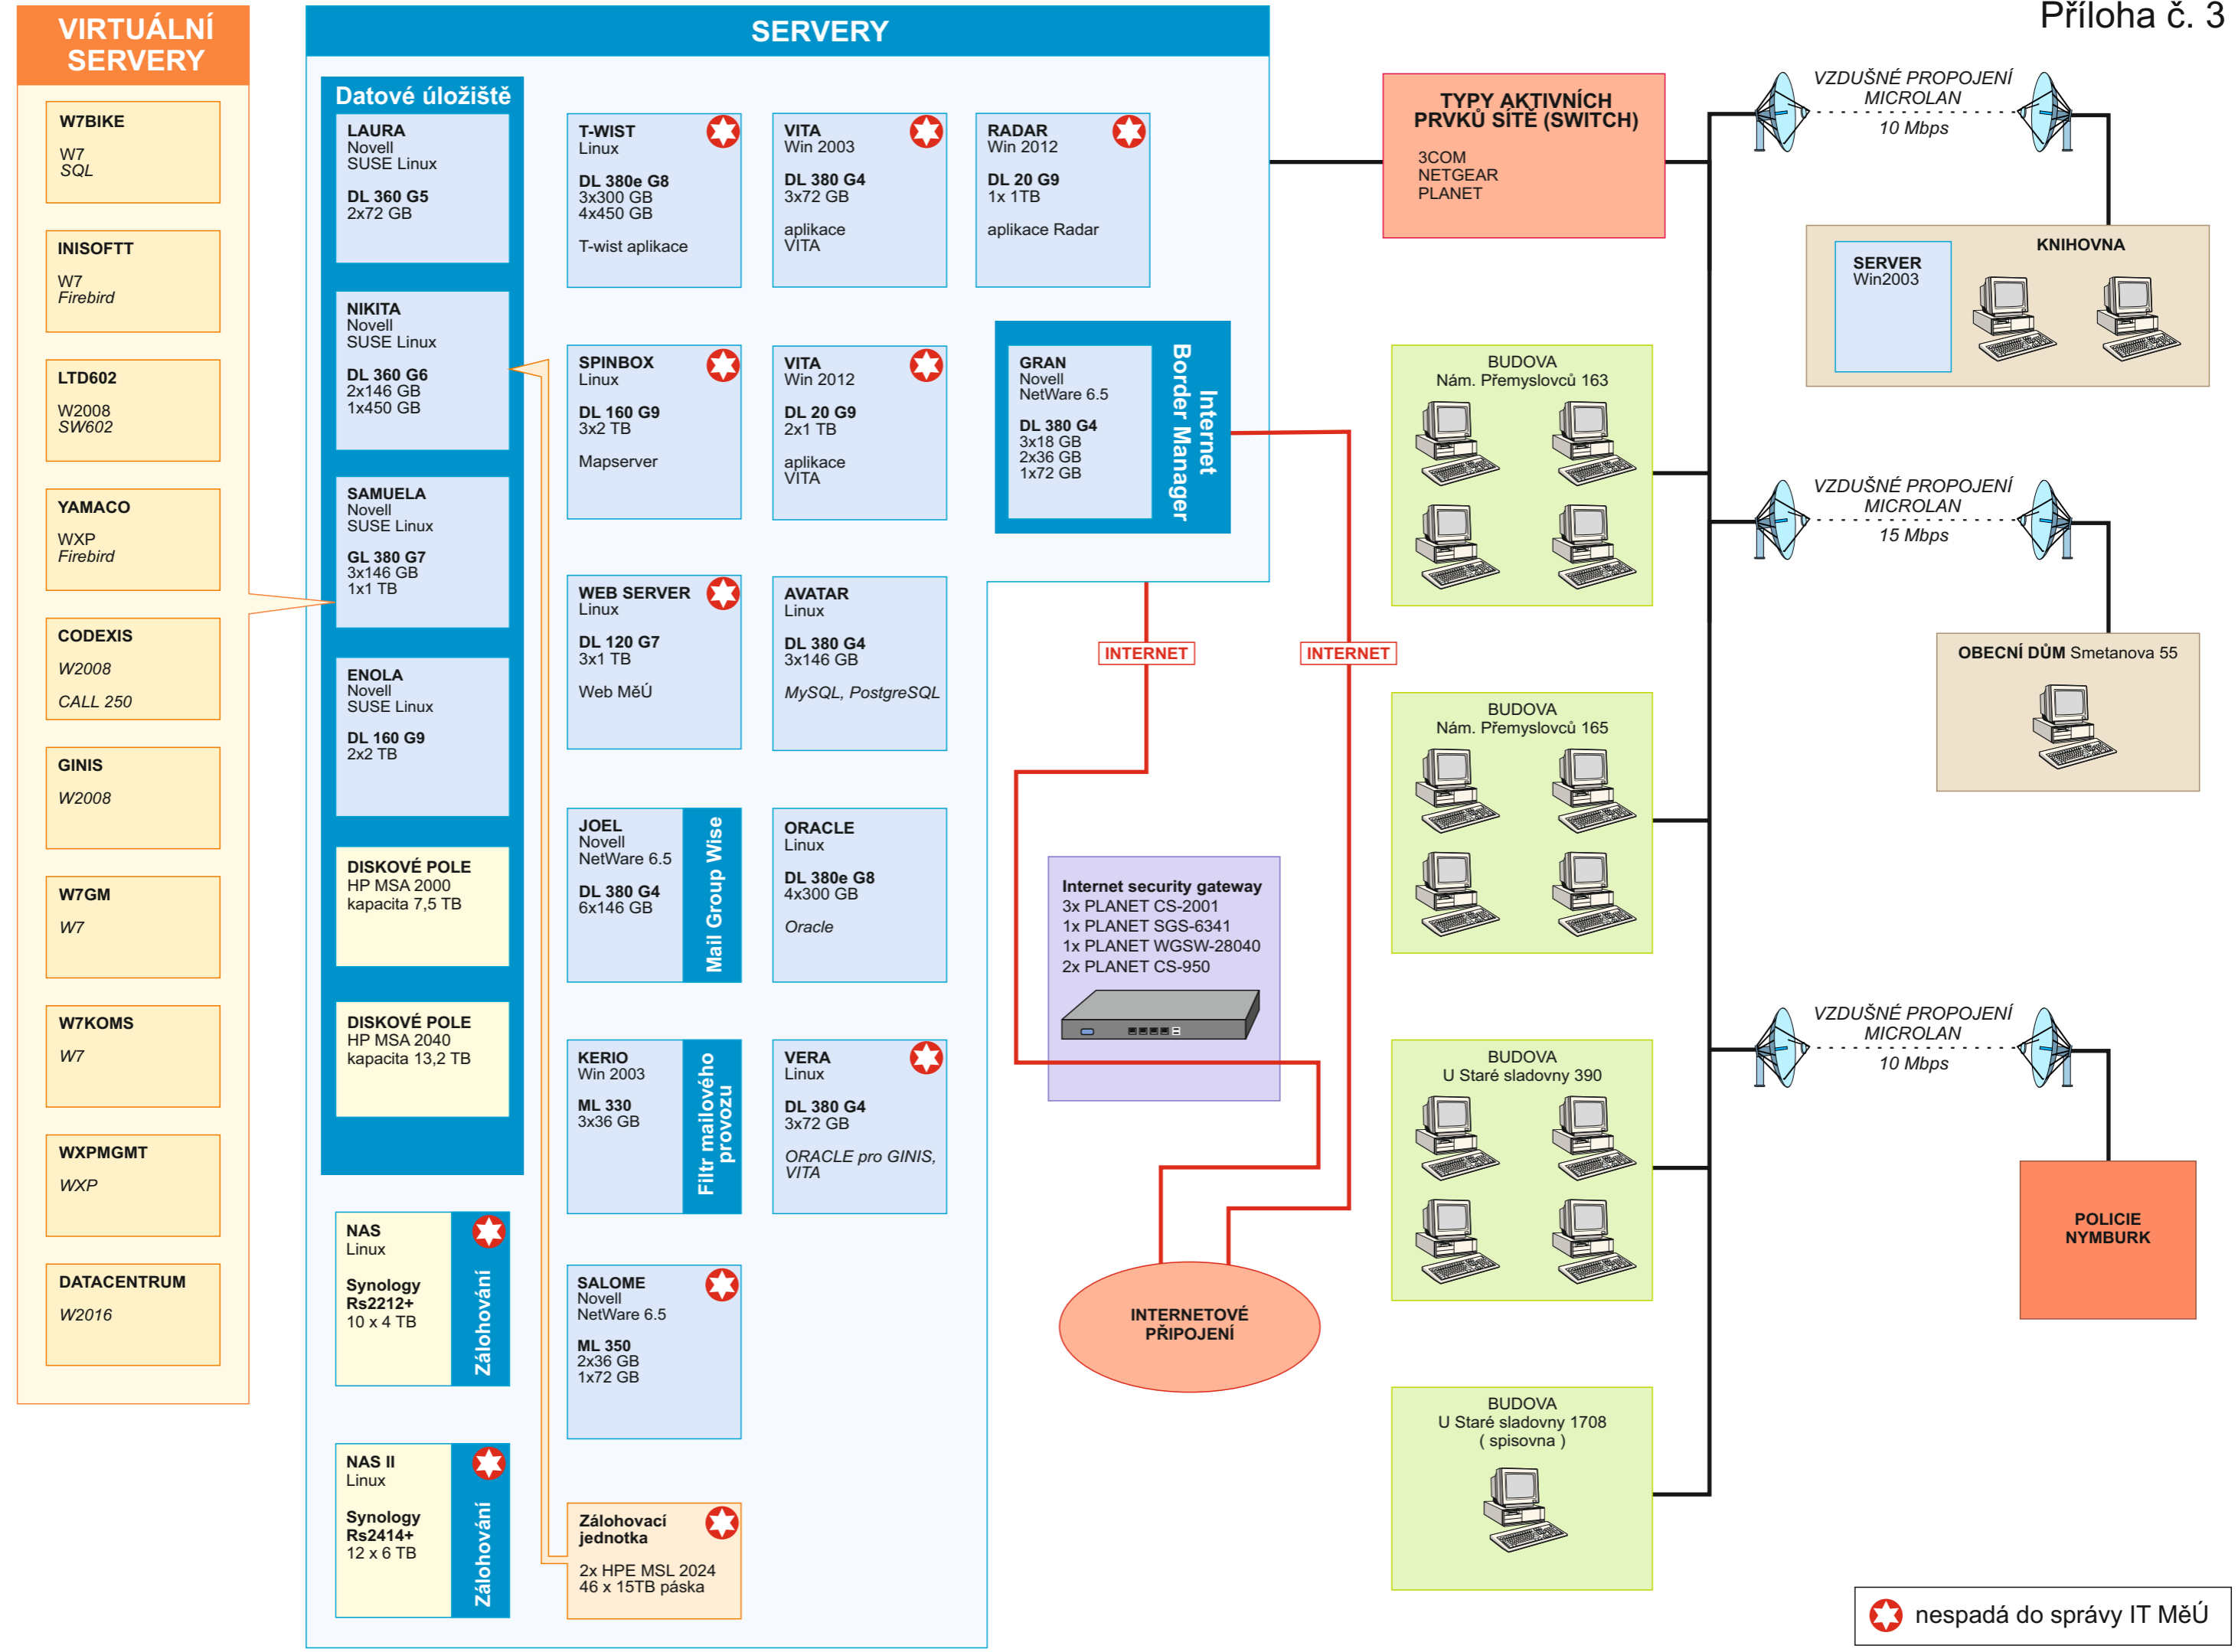 Příloha č. 3
VIRTUÁLNÍ
SERVERY
W7BIKE
W7
SQL
INISOFTT
W7
Firebird
LTD602
W2008
SW602
YAMACO
WXP
Firebird
CODEXIS
W2008
CALL 250
GINIS
W2008
W7GM
W7
W7KOMS
W7
WXPMGMT
WXP
DATACENTRUM
W2016
SERVERY
Datové úložiště
LAURA
Novell
SUSE Linux
DL 360 G5
2x72 GB
NIKITA
Novell
SUSE Linux
DL 360 G6
2x146 GB
1x450 GB
SAMUELA
Novell
SUSE Linux
GL 380 G7
3x146 GB
1x1 TB
ENOLA
Novell
SUSE Linux
DL 160 G9
2x2 TB
DISKOVÉ POLE
HP MSA 2000
kapacita 7,5 TB
DISKOVÉ POLE
HP MSA 2040
kapacita 13,2 TB
NAS
Linux
Synology
Rs2212+
10 x 4 TB
Zálohování
NAS II
Linux
Synology
Rs2414+
12 x 6 TB
Zálohování
T-WIST
Linux
DL 380e G8
3x300 GB
4x450 GB
T-wist aplikace
SPINBOX
Linux
DL 160 G9
3x2 TB
Mapserver
WEB SERVER
Linux
DL 120 G7
3x1 TB
Web MěÚ
JOEL
Novell
NetWare 6.5
DL 380 G4
6x146 GB
Mail Group Wise
KERIO
Win 2003
ML 330
3x36 GB
Filtr mailového
provozu
SALOME
Novell
NetWare 6.5
ML 350
2x36 GB
1x72 GB
Zálohovací
jednotka
2x HPE MSL 2024
46 x 15TB páska
VITA
Win 2003
DL 380 G4
3x72 GB
aplikace
VITA
VITA
Win 2012
DL 20 G9
2x1 TB
aplikace
VITA
AVATAR
Linux
DL 380 G4
3x146 GB
MySQL, PostgreSQL
ORACLE
Linux
DL 380e G8
4x300 GB
Oracle
VERA
Linux
DL 380 G4
3x72 GB
ORACLE pro GINIS,
VITA
RADAR
Win 2012
DL 20 G9
1x 1TB
aplikace Radar
GRAN
Novell
NetWare 6.5
DL 380 G4
3x18 GB
2x36 GB
1x72 GB
Internet
Border Manager
INTERNET
INTERNET
Internet security gateway
3x PLANET CS-2001
1x PLANET SGS-6341
1x PLANET WGSW-28040
2x PLANET CS-950
INTERNETOVÉ
PŘIPOJENÍ
TYPY AKTIVNÍCH
PRVKŮ SÍTĚ (SWITCH)
3COM
NETGEAR
PLANET
BUDOVA
Nám. Přemyslovců 163
BUDOVA
Nám. Přemyslovců 165
BUDOVA
U Staré sladovny 390
BUDOVA
U Staré sladovny 1708
( spisovna )
VZDUŠNÉ PROPOJENÍ
MICROLAN
10 Mbps
KNIHOVNA
SERVER
Win2003
VZDUŠNÉ PROPOJENÍ
MICROLAN
15 Mbps
OBECNÍ DŮM Smetanova 55
VZDUŠNÉ PROPOJENÍ
MICROLAN
10 Mbps
POLICIE
NYMBURK
nespadá do správy IT MěÚ